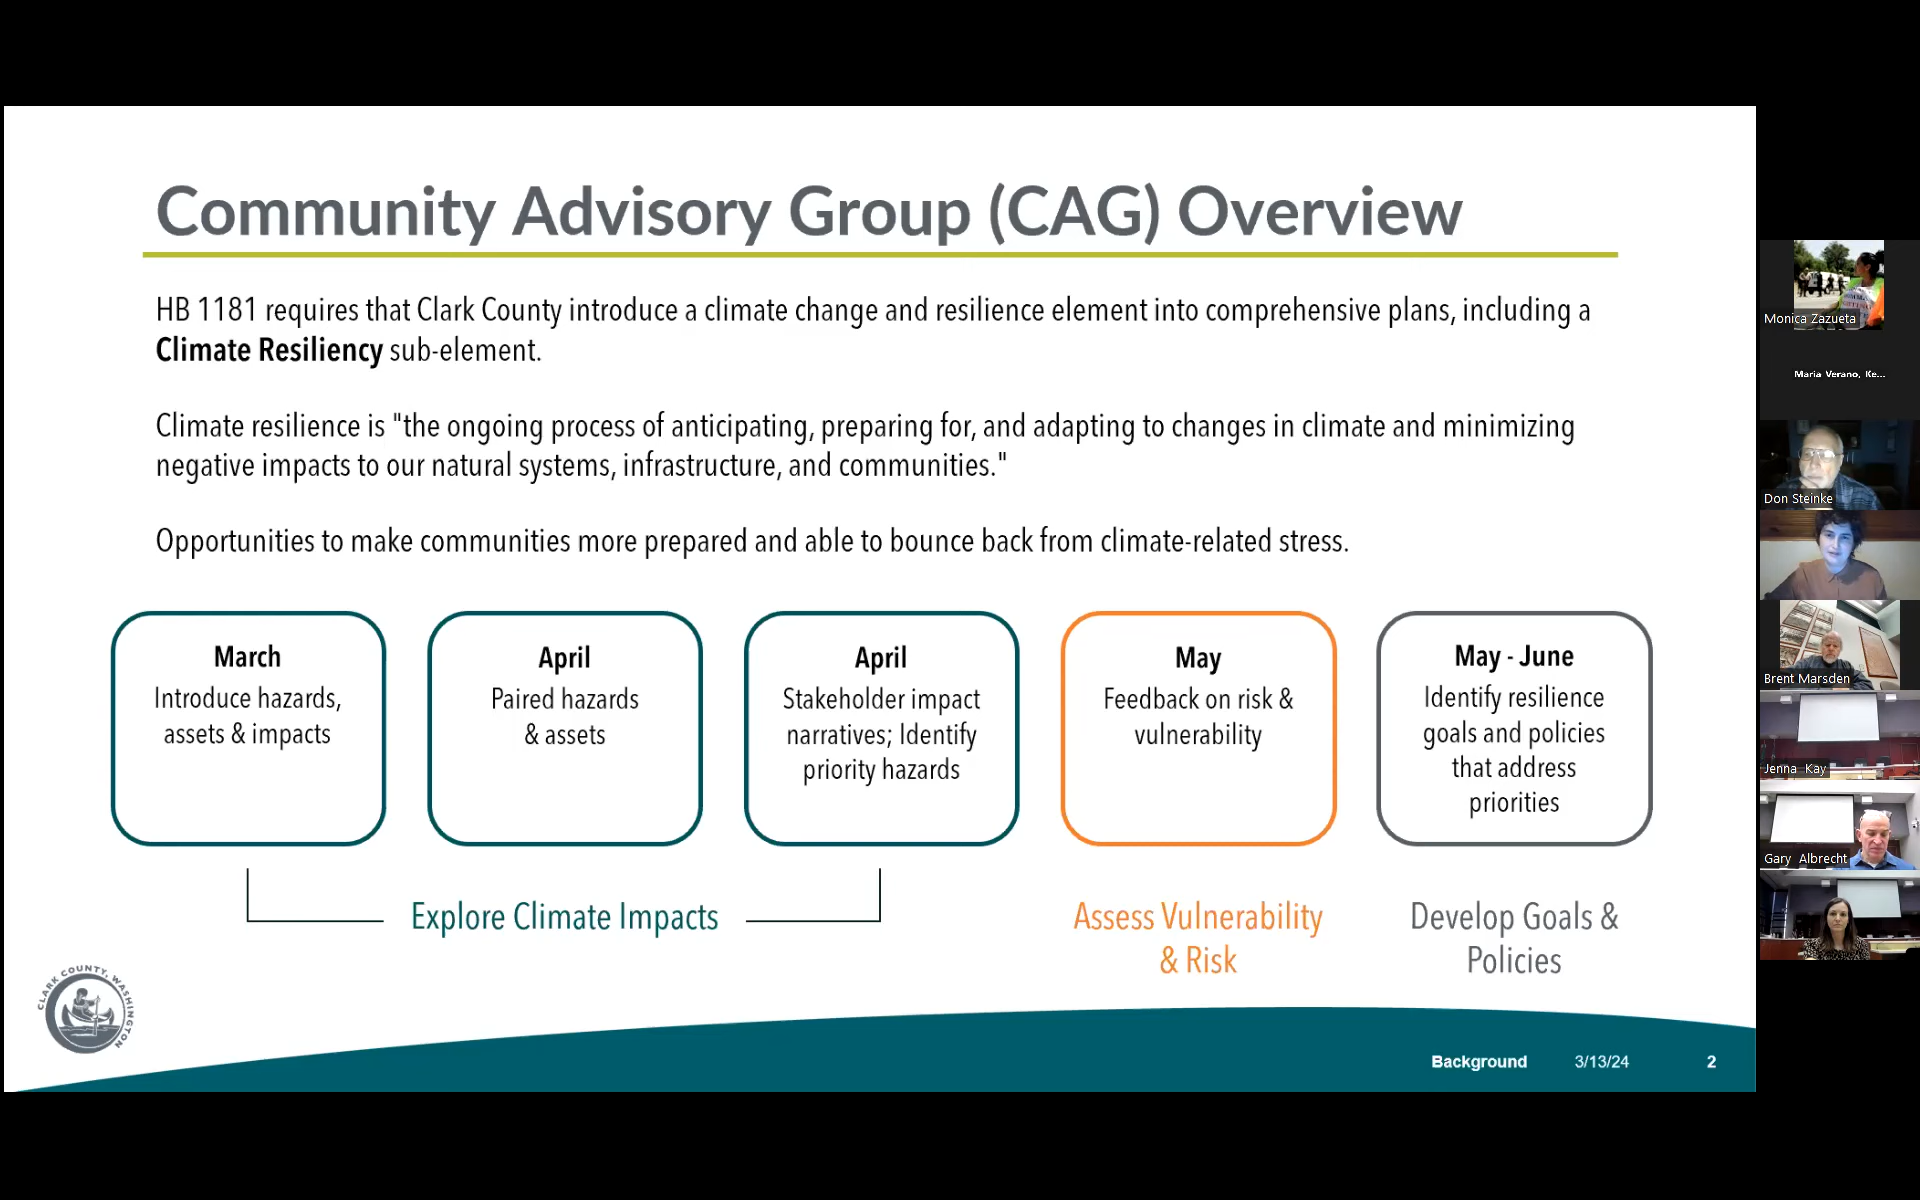 Community Advisory Group (CAG) Overview
HB 1181 requires that Clark County introduce a climate change and resilience element into comprehensive plans, including a
Climate Resiliency sub-element.
Climate resilience is "the ongoing process of anticipating, preparing for, and adapting to changes in climate and minimizing
negative impacts to our natural systems, infrastructure, and communities."
Opportunities to make communities more prepared and able to bounce back from climate-related stress.
March
Introduce hazards,
assets & impacts
April
Paired hazards
& assets
April
Stakeholder impact
narratives; Identify
priority hazards
May
Feedback on risk &
vulnerability
May - June
Identify resilience
goals and policies
that address
priorities
Explore Climate Impacts
Assess Vulnerability
& Risk
Develop Goals &
Policies
CLARK COUNTY, WASHINGTON
Background
3/13/24
2
Monica Zazueta
Maria Verano, Ke...
Don Steinke
Brent Marsden
Jenna Kay
Gary Albrecht